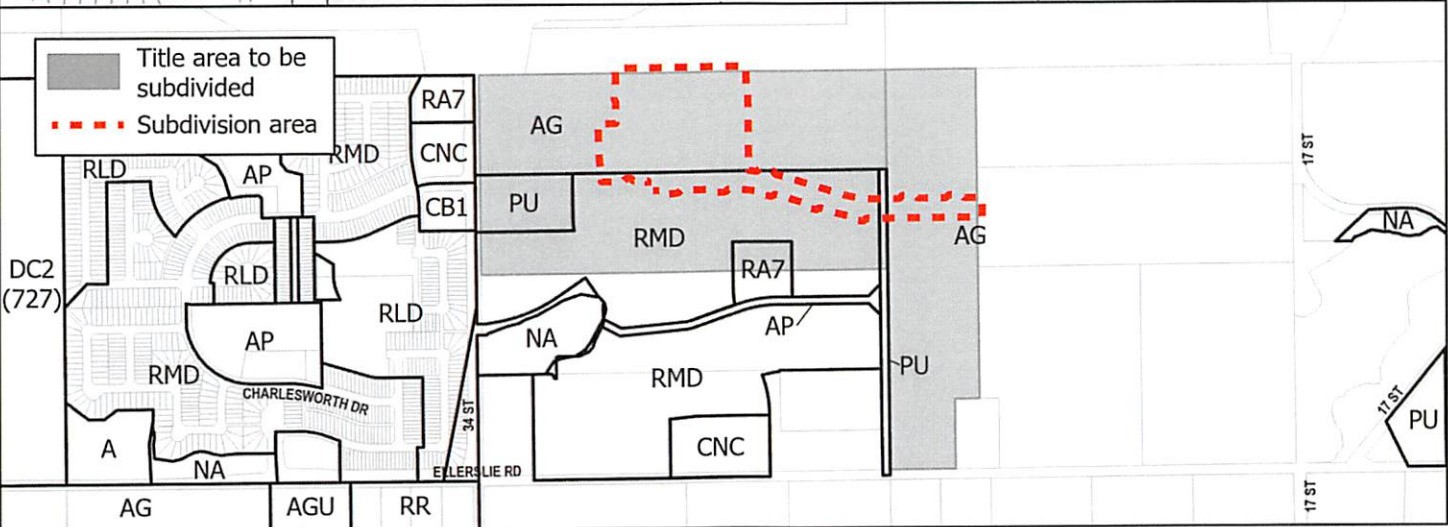 Title area to be
subdivided
Subdivision area
RA7
AG
RMD
CNC
17 ST
RLD
AP
CB1
PU
NA
RMD
AG
DC2
(727)
RLD
RA7
RLD
AP
AP
NA
RMD
RMD
PU
CHARLESWORTH DR
34 ST
17 ST
PU
A
CNC
NA
ELLERSLIE RD
AG
AGU
RR
17 ST